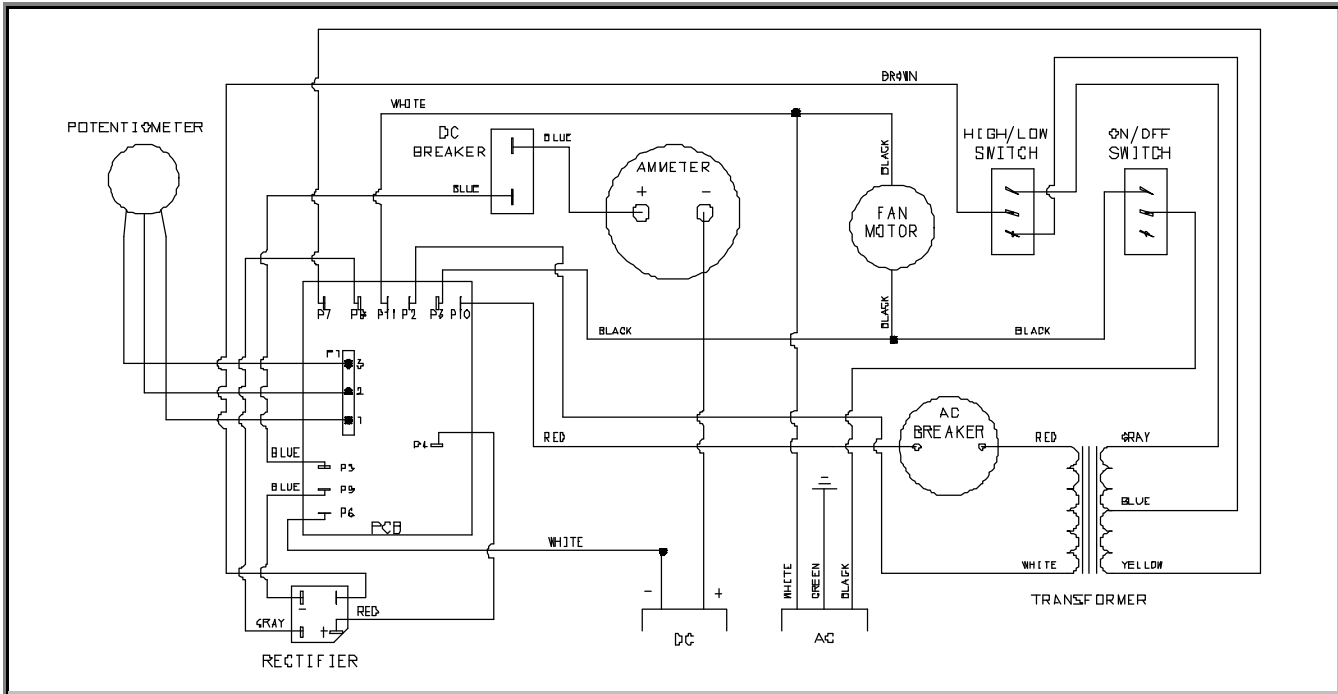 BROWN
WHITE
POTENTIOMETER
DC
BREAKER
BLUE
BLUE
AMMETER
+ -
BLACK
FAN
MOTOR
BLACK
HIGH/LOW
SWITCH
ON/OFF
SWITCH
P7 P8 P11 P2 P10
3
2
1
BLACK
BLACK
RED
AC
BREAKER
RED
GRAY
BLUE
P3
BLUE
P9
P6
PCB
WHITE
BLUE
WHITE
YELLOW
TRANSFORMER
WHITE
GREEN
BLACK
- +
DC
AC
-
+
RED
GRAY
RECTIFIER